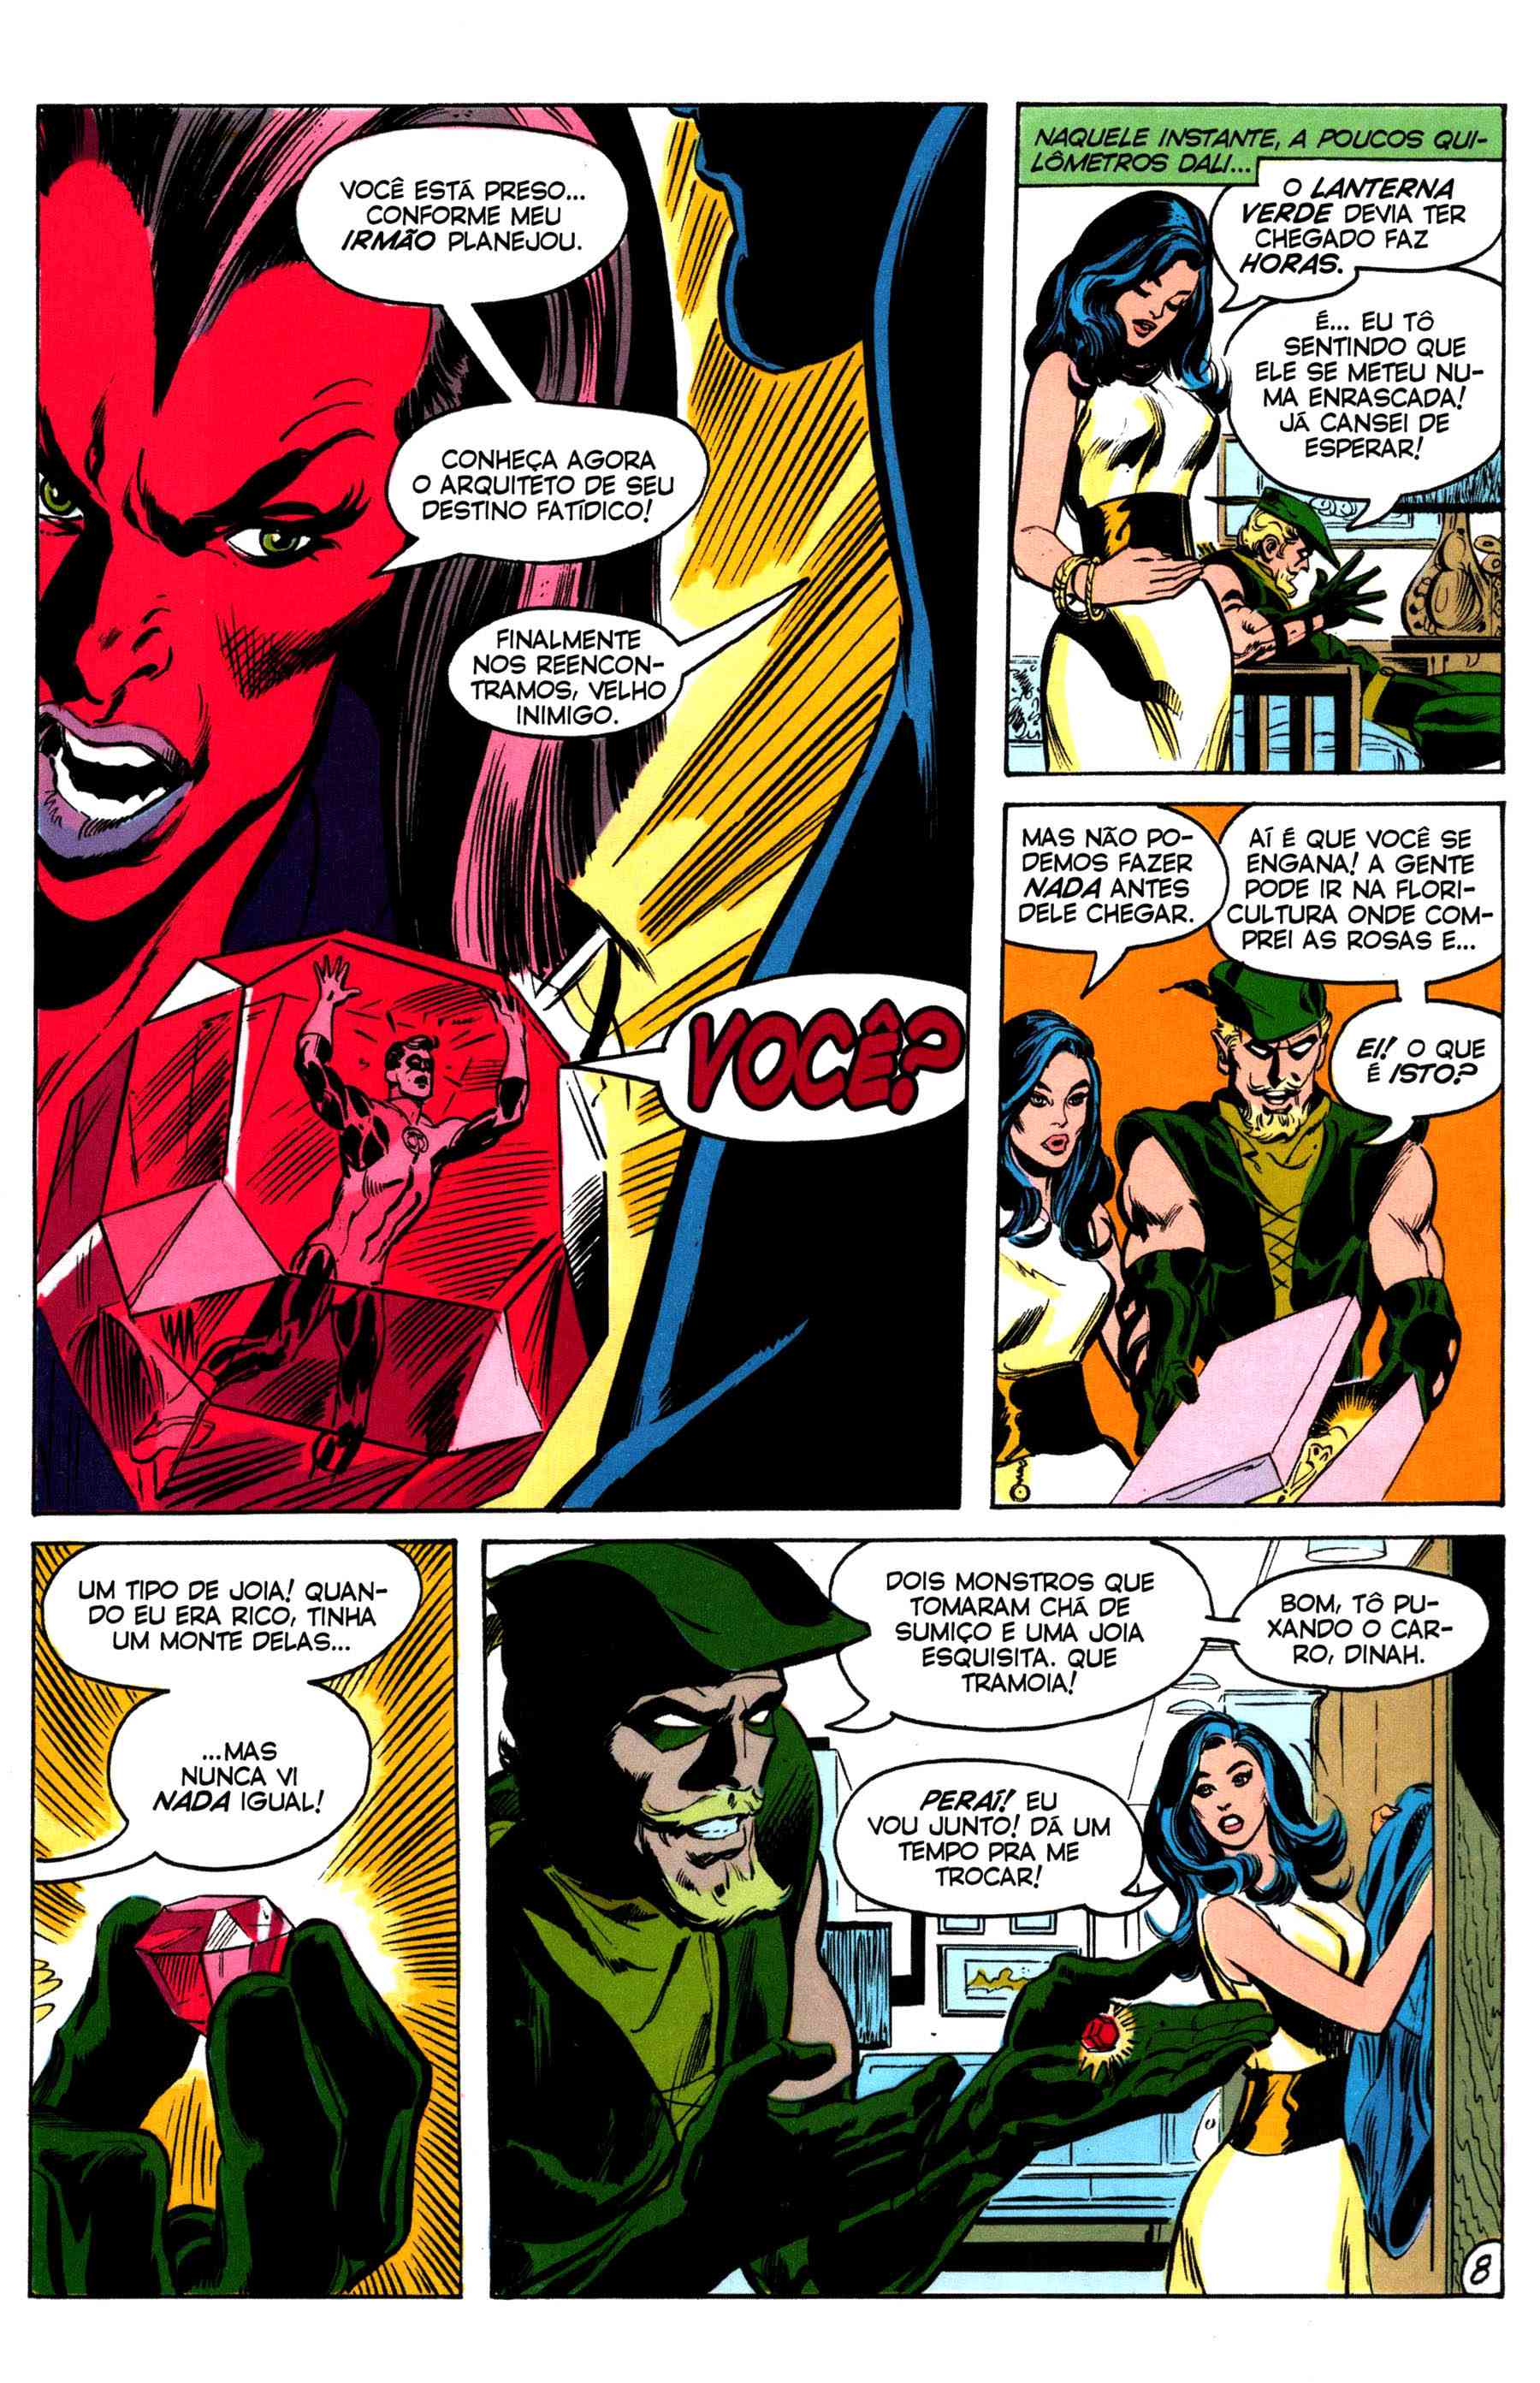 VOCÊ ESTÁ PRESO...
CONFORME MEU
IRMÃO PLANEJOU.
CONHEÇA AGORA
O ARQUITETO DE SEU
DESTINO FATÍDICO!
FINALMENTE
NOS REENCON-
TRAMOS, VELHO
INIMIGO.
VOCÊ?
NAQUELE INSTANTE, A POUCOS QUI-
LÔMETROS DALI...
O LANTERNA
VERDE DEVIA TER
CHEGADO FAZ
HORAS.
É... EU TÔ
SENTINDO QUE
ELE SE METEU NU-
MA ENRASCADA!
JÁ CANSEI DE
ESPERAR!
MAS NÃO PO-
DEMOS FAZER
NADA ANTES
DELE CHEGAR.
AÍ É QUE VOCÊ SE
ENGANA! A GENTE
PODE IR NA FLORI-
CULTURA ONDE COM-
PREI AS ROSAS E...
EI! O QUE
É ISTO?
UM TIPO DE JOIA! QUAN-
DO EU ERA RICO, TINHA
UM MONTE DELAS...
...MAS
NUNCA VI
NADA IGUAL!
DOIS MONSTROS QUE
TOMARAM CHÁ DE
SUMIÇO E UMA JOIA
ESQUISITA. QUE
TRAMOIA!
BOM, TÔ PU-
XANDO O CAR-
RO, DINAH.
PERAÍ! EU
VOU JUNTO! DÁ UM
TEMPO PRA ME
TROCAR!
8